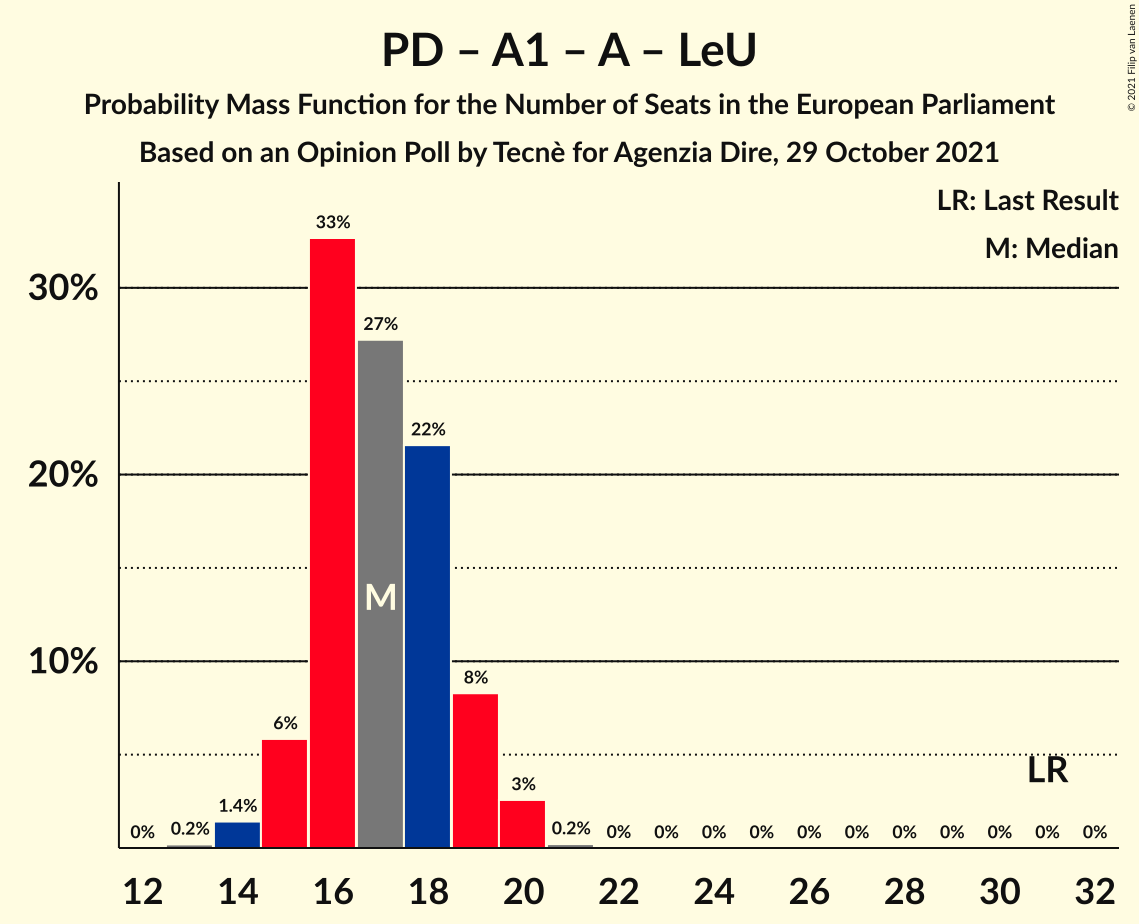 PD – A1 – A – LeU
Probability Mass Function for the Number of Seats in the European Parliament
Based on an Opinion Poll by Tecnè for Agenzia Dire, 29 October 2021
© 2021 Filip van Laenen
LR: Last Result
M: Median
30%
20%
10%
0%
0.2%
1.4%
6%
33%
27%
22%
8%
3%
0.2%
0%
0%
0%
0%
0%
0%
0%
0%
0%
0%
0%
M
LR
12 14 16 18 20 22 24 26 28 30 32